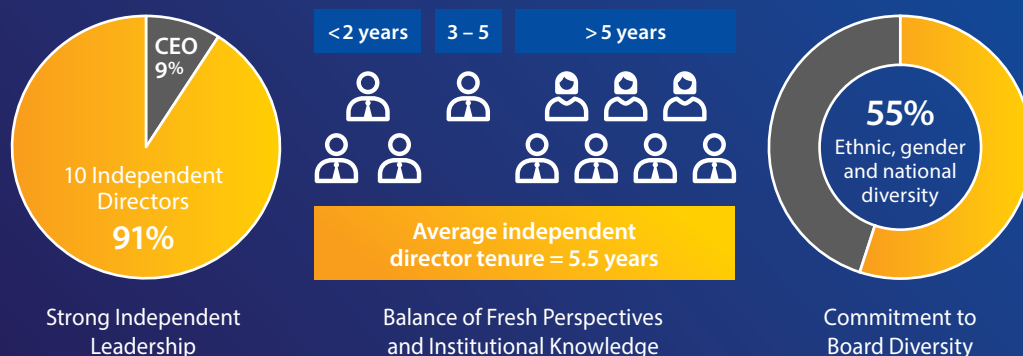 CEO
9%
10 Independent
Directors
91%
Strong Independent
Leadership
<2 years
3 – 5
>5 years
Average independent
director tenure = 5.5 years
Balance of Fresh Perspectives
and Institutional Knowledge
55%
Ethnic, gender
and national
diversity
Commitment to
Board Diversity